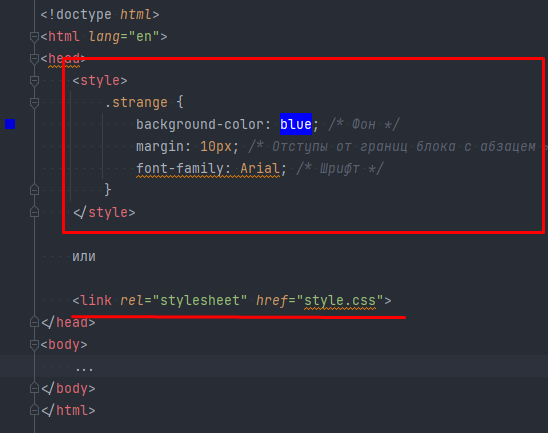 <!doctype html>
<html lang="en">
<head>
<style>
.strange {
background-color: blue; /* Фон */
margin: 10px; /* Отступы от границ блока с абзацем
font-family: Arial; /* Шрифт */
}
</style>
или
<link rel="stylesheet" href="style.css">
</head>
<body>
...
</body>
</html>